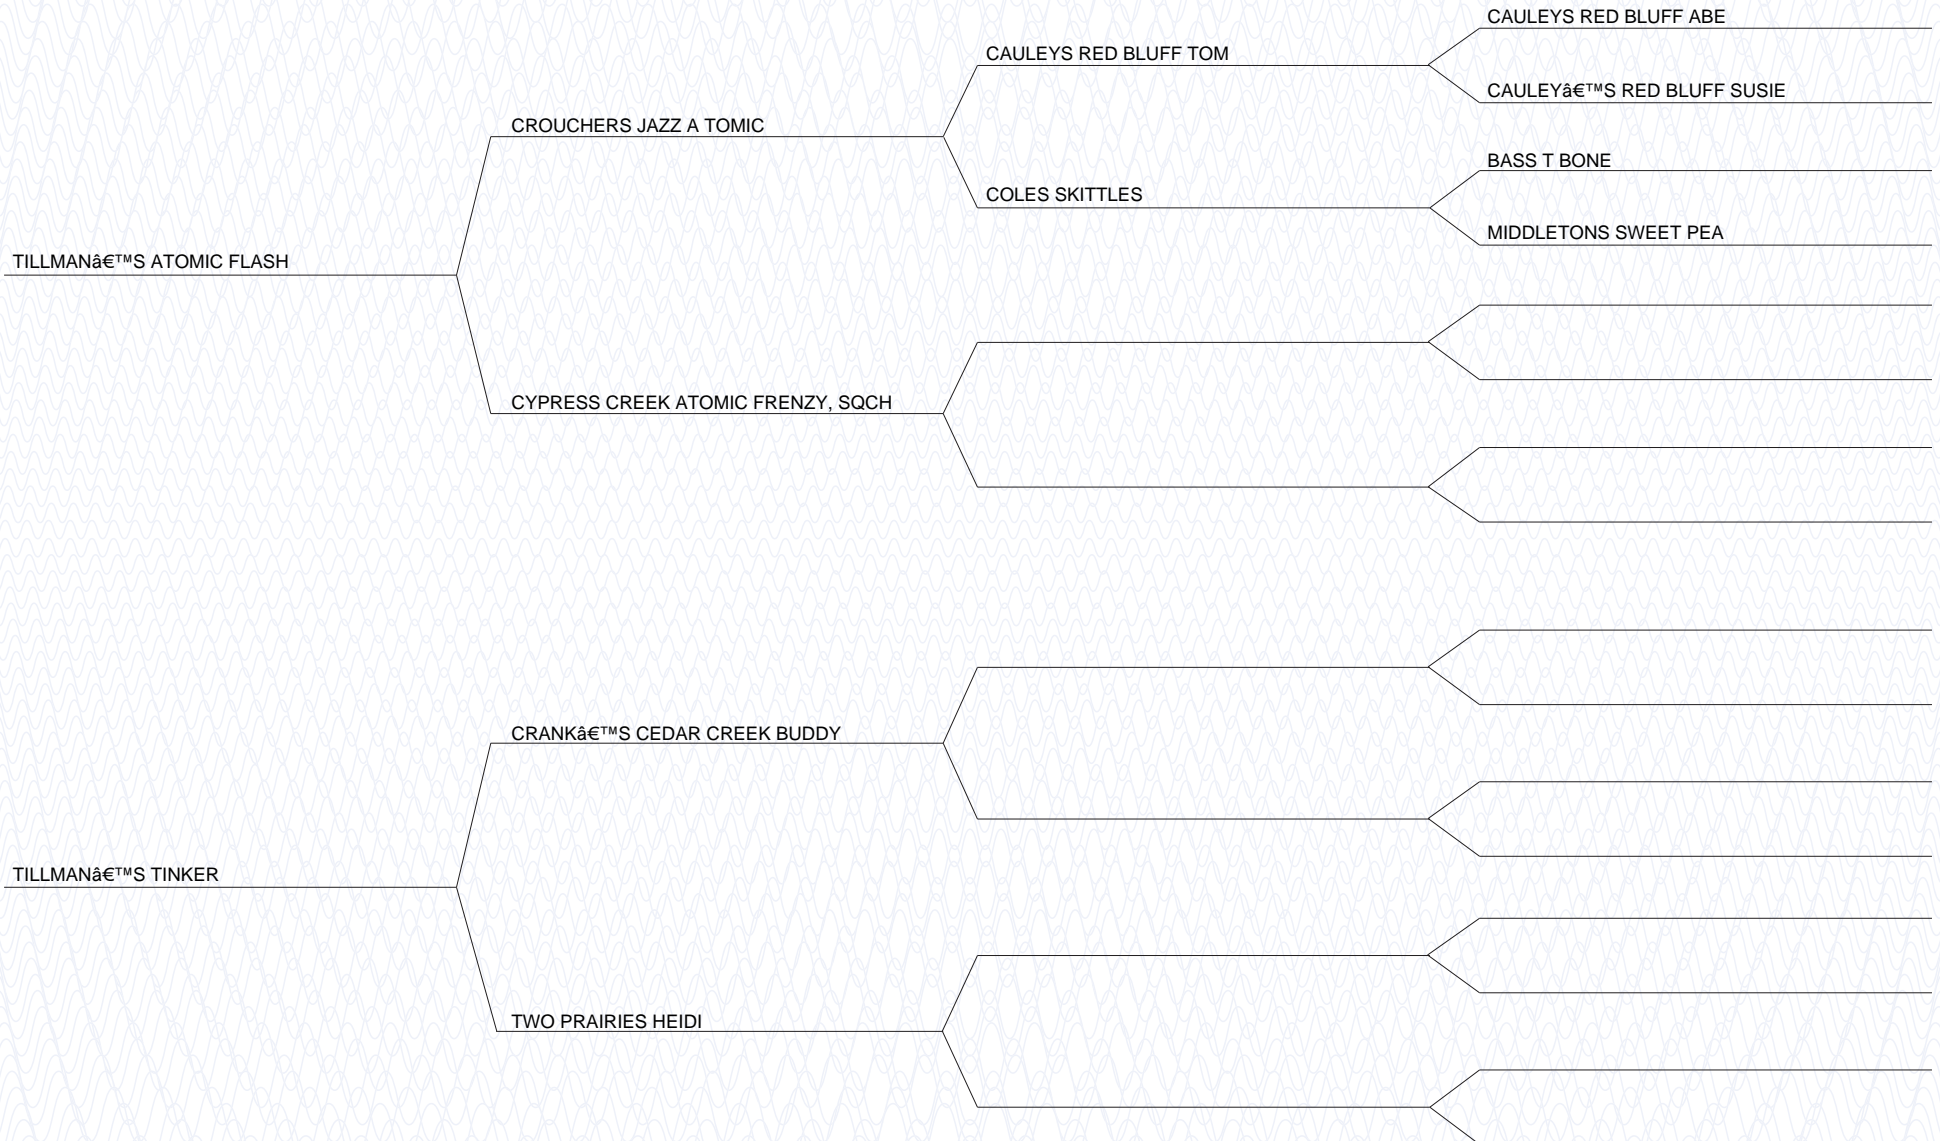 CAULEYS RED BLUFF ABE
CAULEYS RED BLUFF TOM
CAULEYâ€™S RED BLUFF SUSIE
CROUCHERS JAZZ A TOMIC
BASS T BONE
COLES SKITTLES
MIDDLETONS SWEET PEA
TILLMANâ€™S ATOMIC FLASH
CYPRESS CREEK ATOMIC FRENZY, SQCH
CRANKâ€™S CEDAR CREEK BUDDY
TILLMANâ€™S TINKER
TWO PRAIRIES HEIDI